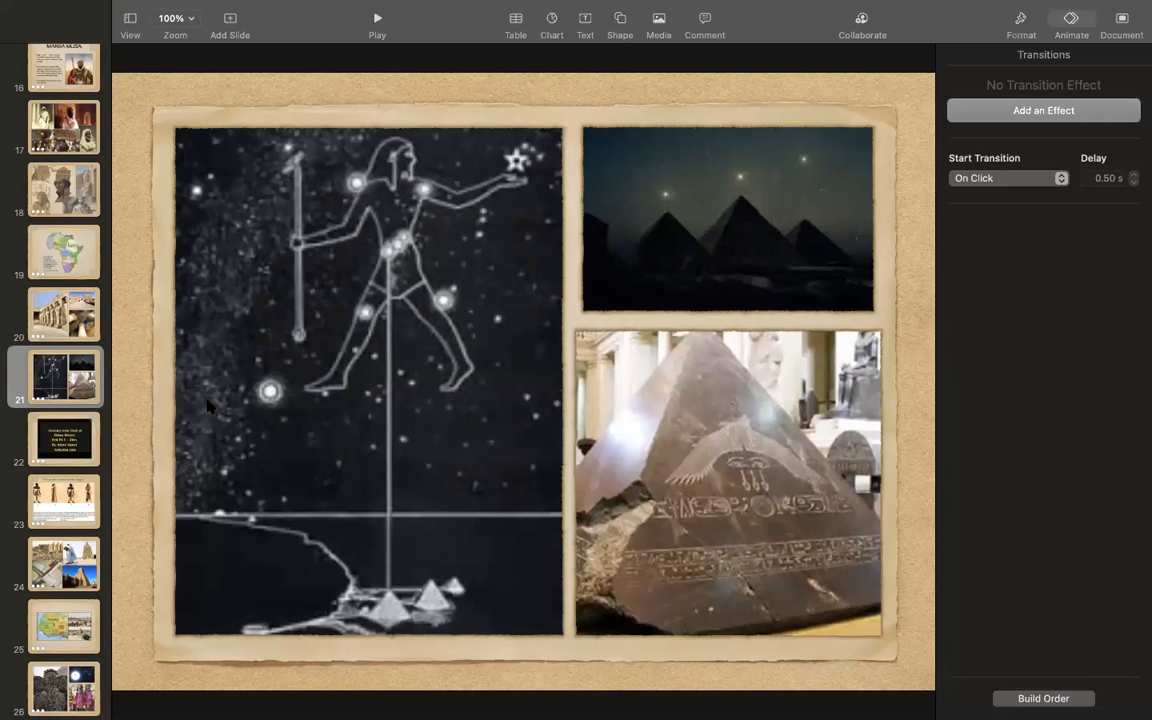 100%
View
Zoom
Add Slide
Play
Table
Chart
Text
Shape
Media
Comment
Collaborate
Format
Animate
Document
Transitions
No Transition Effect
Add an Effect
Start Transition
Delay
On Click
0.50 s
Build Order
MANSA MUSA
16
17
18
19
20
21
22
23
24
25
26